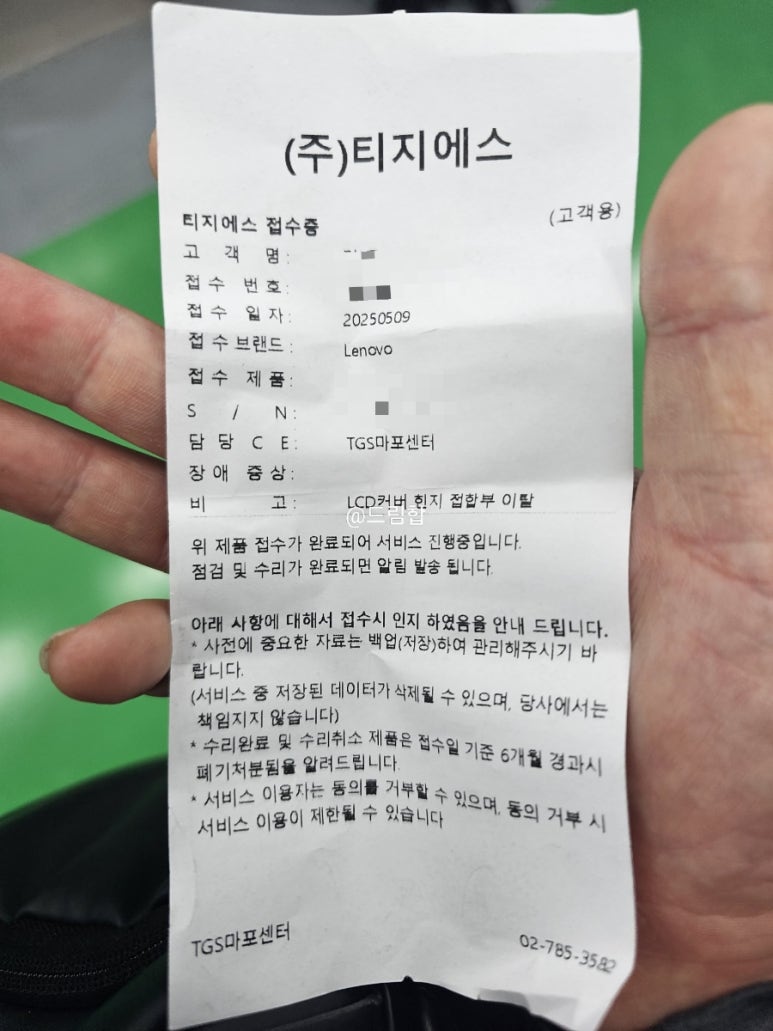 (주)티지에스
티지에스 접수증 (고객용)
고 객 명 :
접 수 번 호 :
접 수 일 자 : 20250509
접 수 브랜드 : Lenovo
접 수 제 품 :
S / N :
담 당 C E : TGS마포센터
장 애 증 상 :
비 고 : LCD커버 힌지 접합부 이탈
@드림합
위 제품 접수가 완료되어 서비스 진행중입니다.
점검 및 수리가 완료되면 알림 발송 됩니다.
아래 사항에 대해서 접수시 인지 하였음을 안내 드립니다.
* 사전에 중요한 자료는 백업(저장)하여 관리해주시기 바
랍니다.
(서비스 중 저장된 데이터가 삭제될 수 있으며, 당사에서는
책임지지 않습니다)
* 수리완료 및 수리취소 제품은 접수일 기준 6개월 경과시
폐기처분됨을 알려드립니다.
* 서비스 이용자는 동의를 거부할 수 있으며, 동의 거부 시
서비스 이용이 제한될 수 있습니다
TGS마포센터 02-785-3582